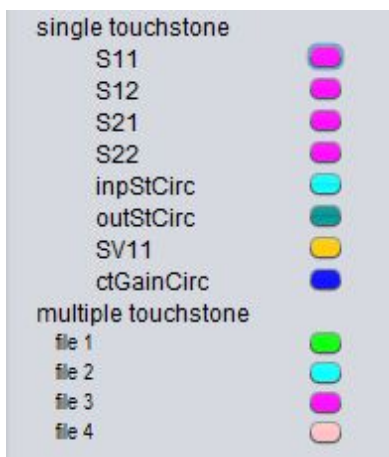 single touchstone
S11
S12
S21
S22
inpStCirc
outStCirc
SV11
ctGainCirc
multiple touchstone
file 1
file 2
file 3
file 4